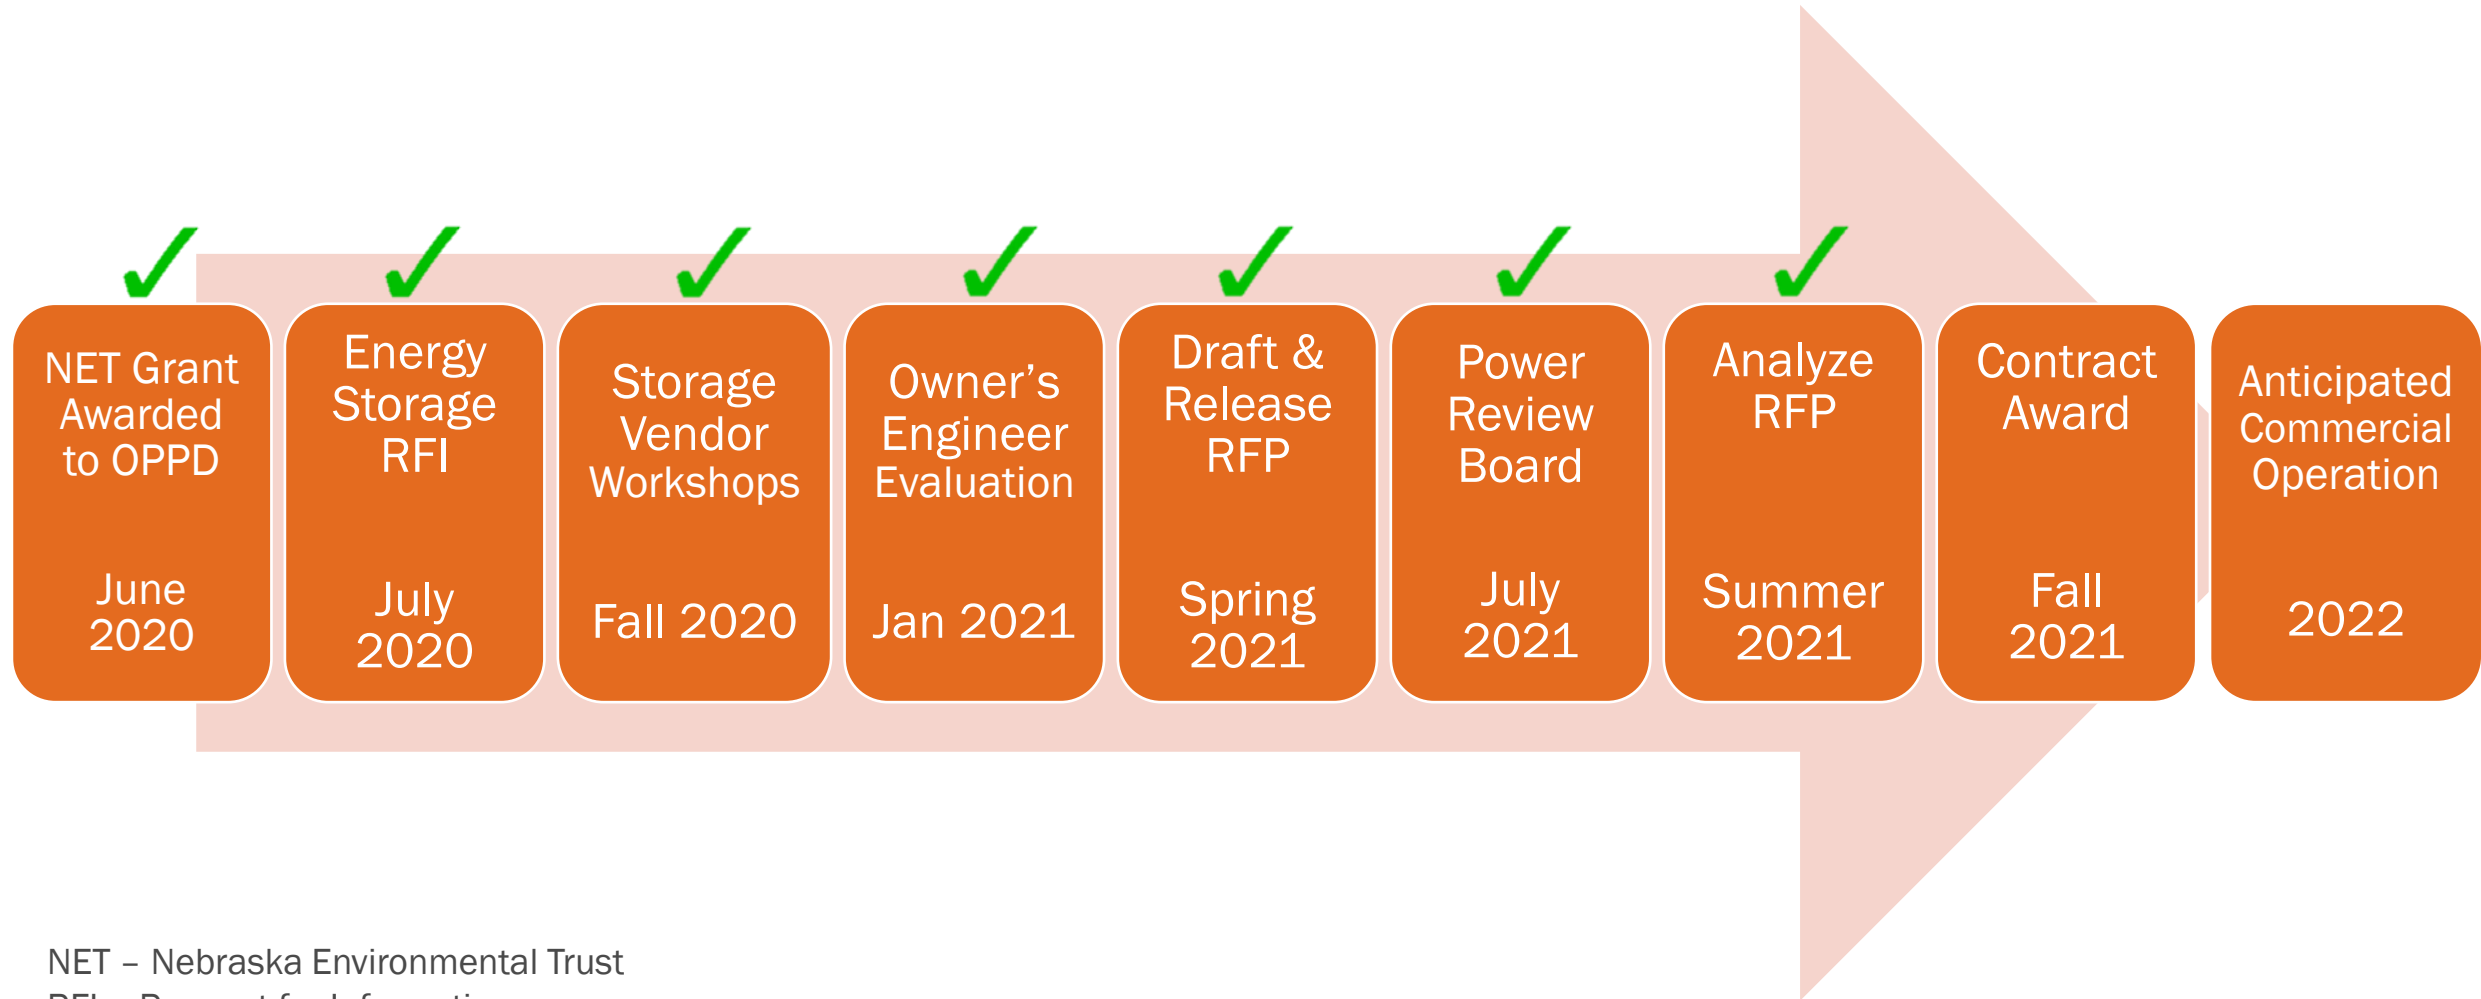 NET Grant
Awarded
to OPPD
June
2020
Energy
Storage
RFI
July
2020
Storage
Vendor
Workshops
Fall 2020
Owner’s
Engineer
Evaluation
Jan 2021
Draft &
Release
RFP
Spring
2021
Power
Review
Board
July
2021
Analyze
RFP
Summer
2021
Contract
Award
Fall
2021
Anticipated
Commercial
Operation
2022
NET – Nebraska Environmental Trust